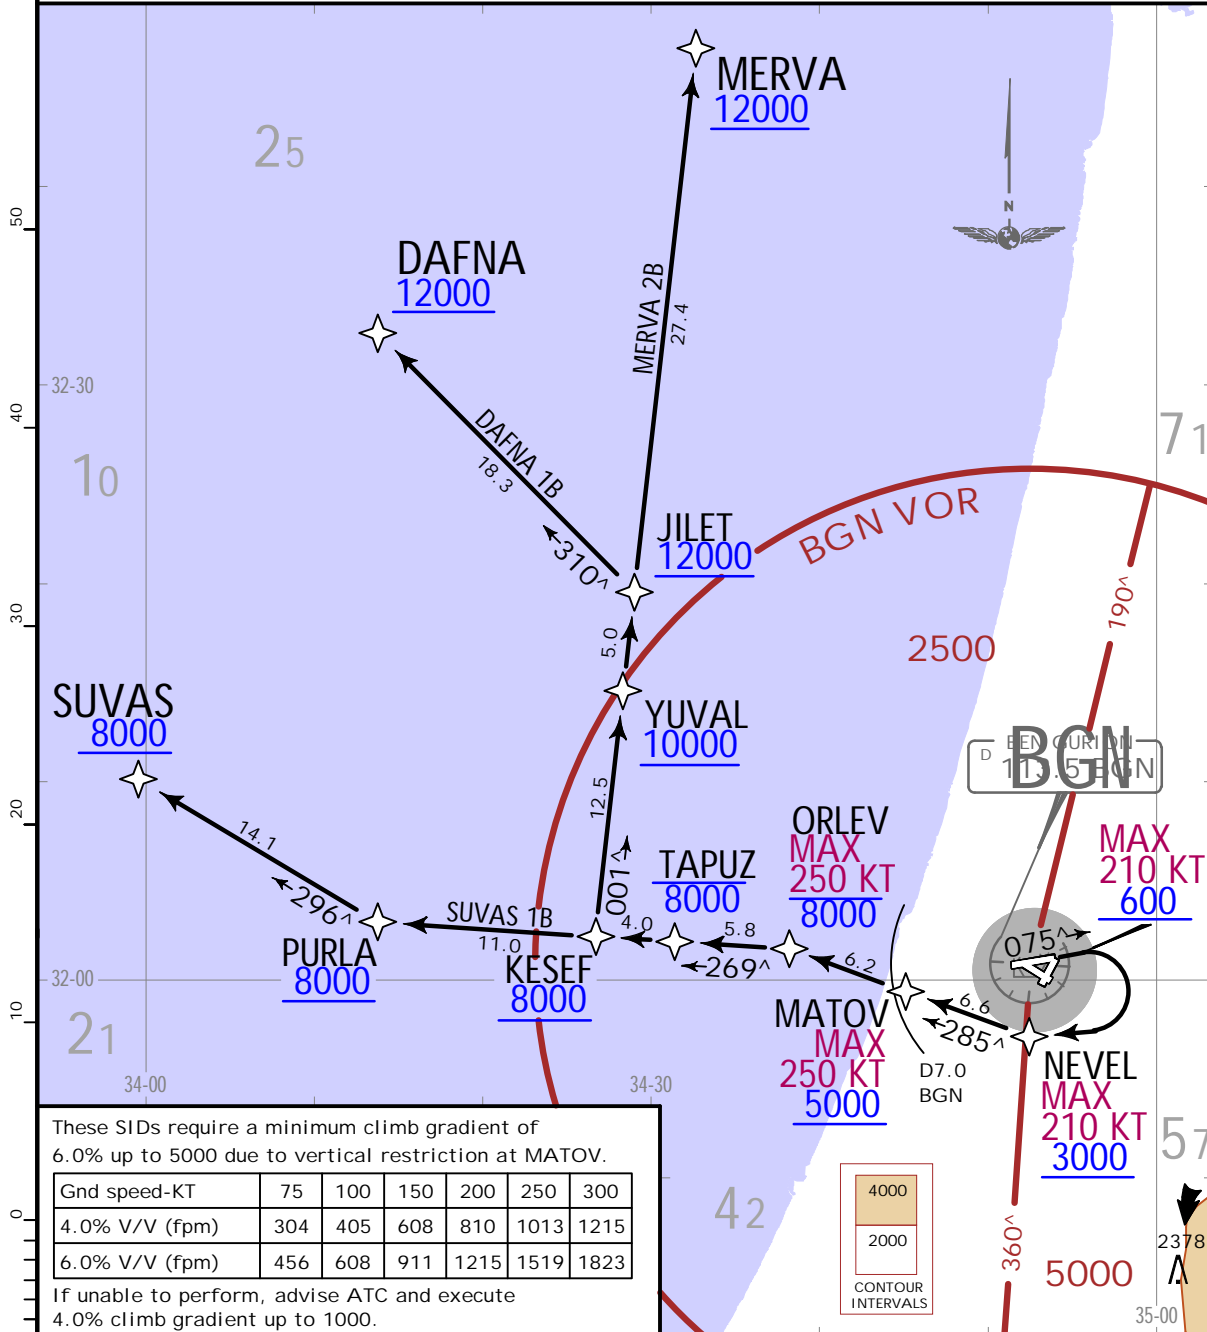 MERVA
12000
25
N
50
DAFNA
12000
MERVA 2B
27.4
32-30
40
DAFNA 1B
18.3
71
10
BGN VOR
JILET
12000
310^
190^
30
5.0
2500
SUVAS
8000
YUVAL
10000
BEN GURION
D 113.5 BGN
BGN
20
14.1
12.5
ORLEV
MAX
250 KT
8000
MAX
210 KT
600
TAPUZ
8000
001^
296^
SUVAS 1B
11.0
4.0
5.8
269^
6.2
075^
PURLA
8000
KESEF
8000
32-00
10
21
MATOV
MAX
250 KT
5000
6.6
285^
D7.0
BGN
NEVEL
MAX
210 KT
3000
34-00
34-30
57
These SIDs require a minimum climb gradient of
6.0% up to 5000 due to vertical restriction at MATOV.
Gnd speed-KT 75 100 150 200 250 300
4.0% V/V (fpm) 304 405 608 810 1013 1215
6.0% V/V (fpm) 456 608 911 1215 1519 1823
If unable to perform, advise ATC and execute
4.0% climb gradient up to 1000.
0
42
4000
2000
CONTOUR
INTERVALS
360^
5000
2378
35-00